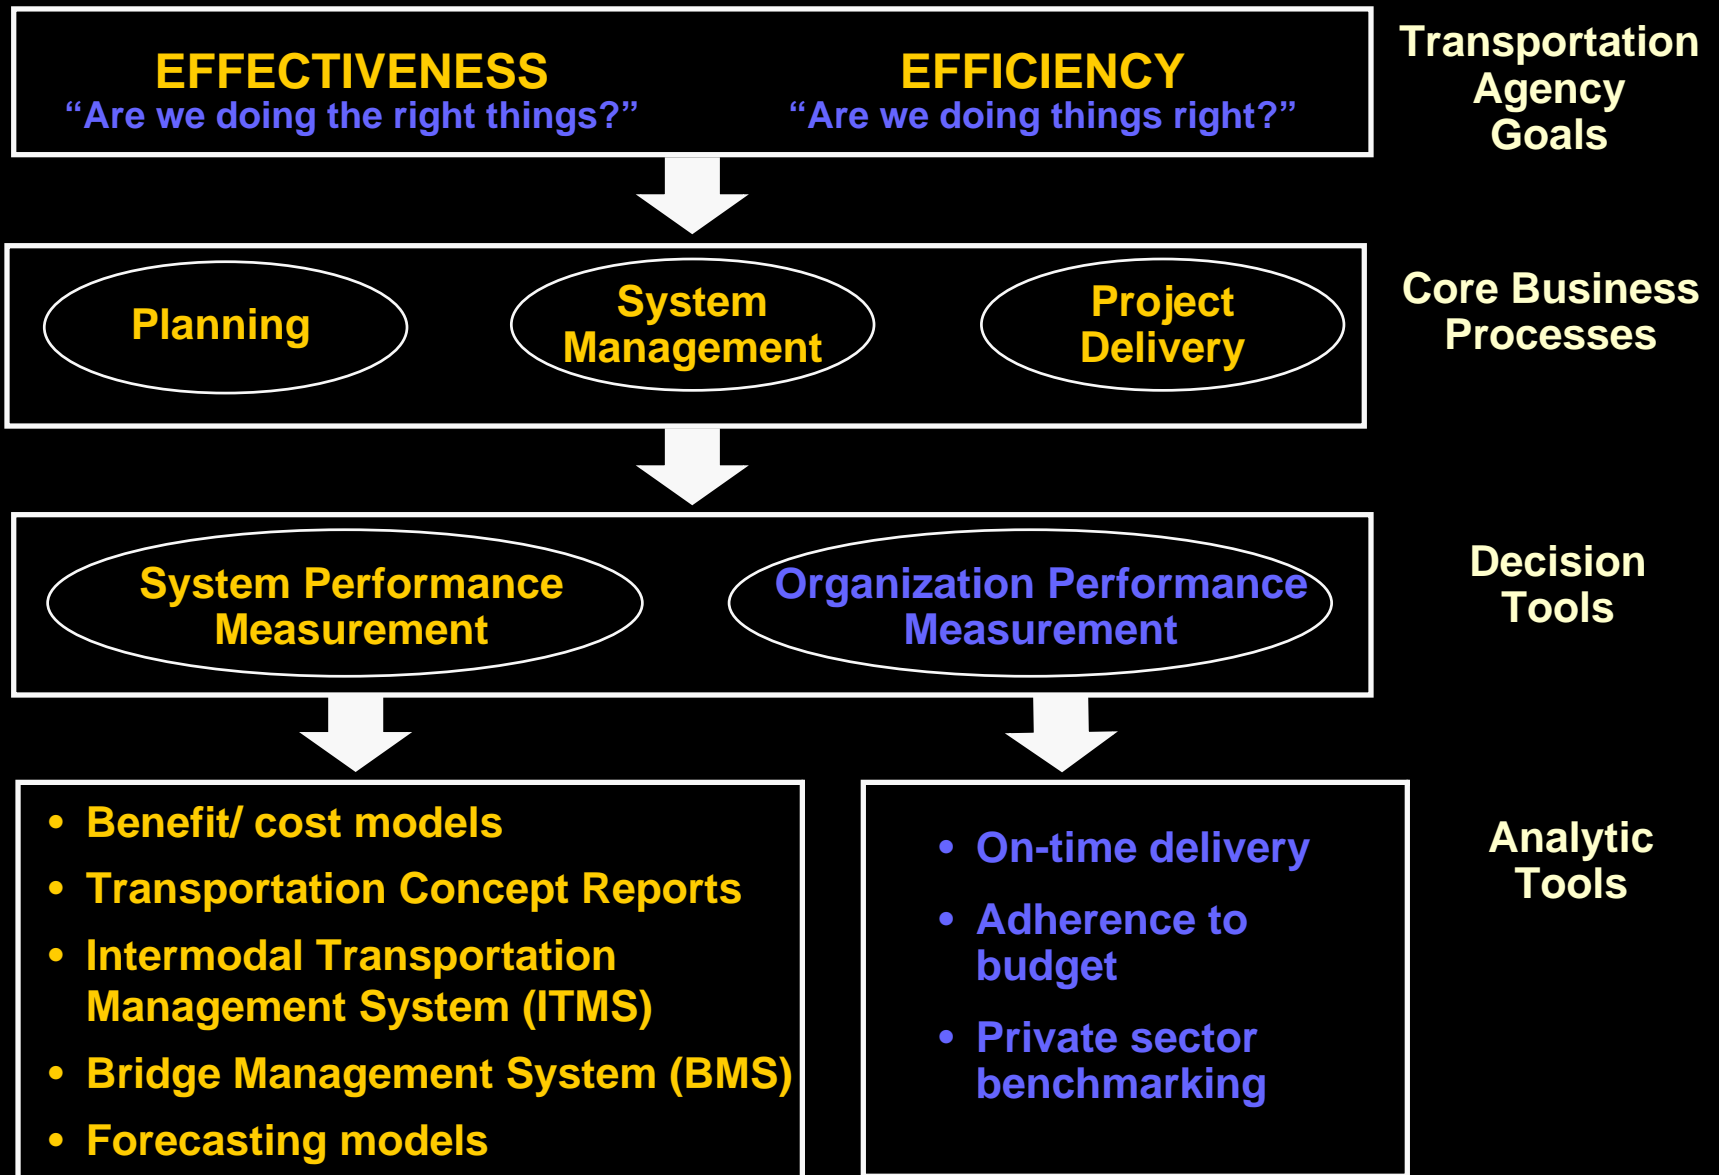 EFFECTIVENESS
“Are we doing the right things?”
EFFICIENCY
“Are we doing things right?”
Transportation
Agency
Goals
Planning
System
Management
Project
Delivery
Core Business
Processes
System Performance
Measurement
Organization Performance
Measurement
Decision
Tools
• Benefit/ cost models
• Transportation Concept Reports
• Intermodal Transportation
Management System (ITMS)
• Bridge Management System (BMS)
• Forecasting models
• On-time delivery
• Adherence to
budget
• Private sector
benchmarking
Analytic
Tools